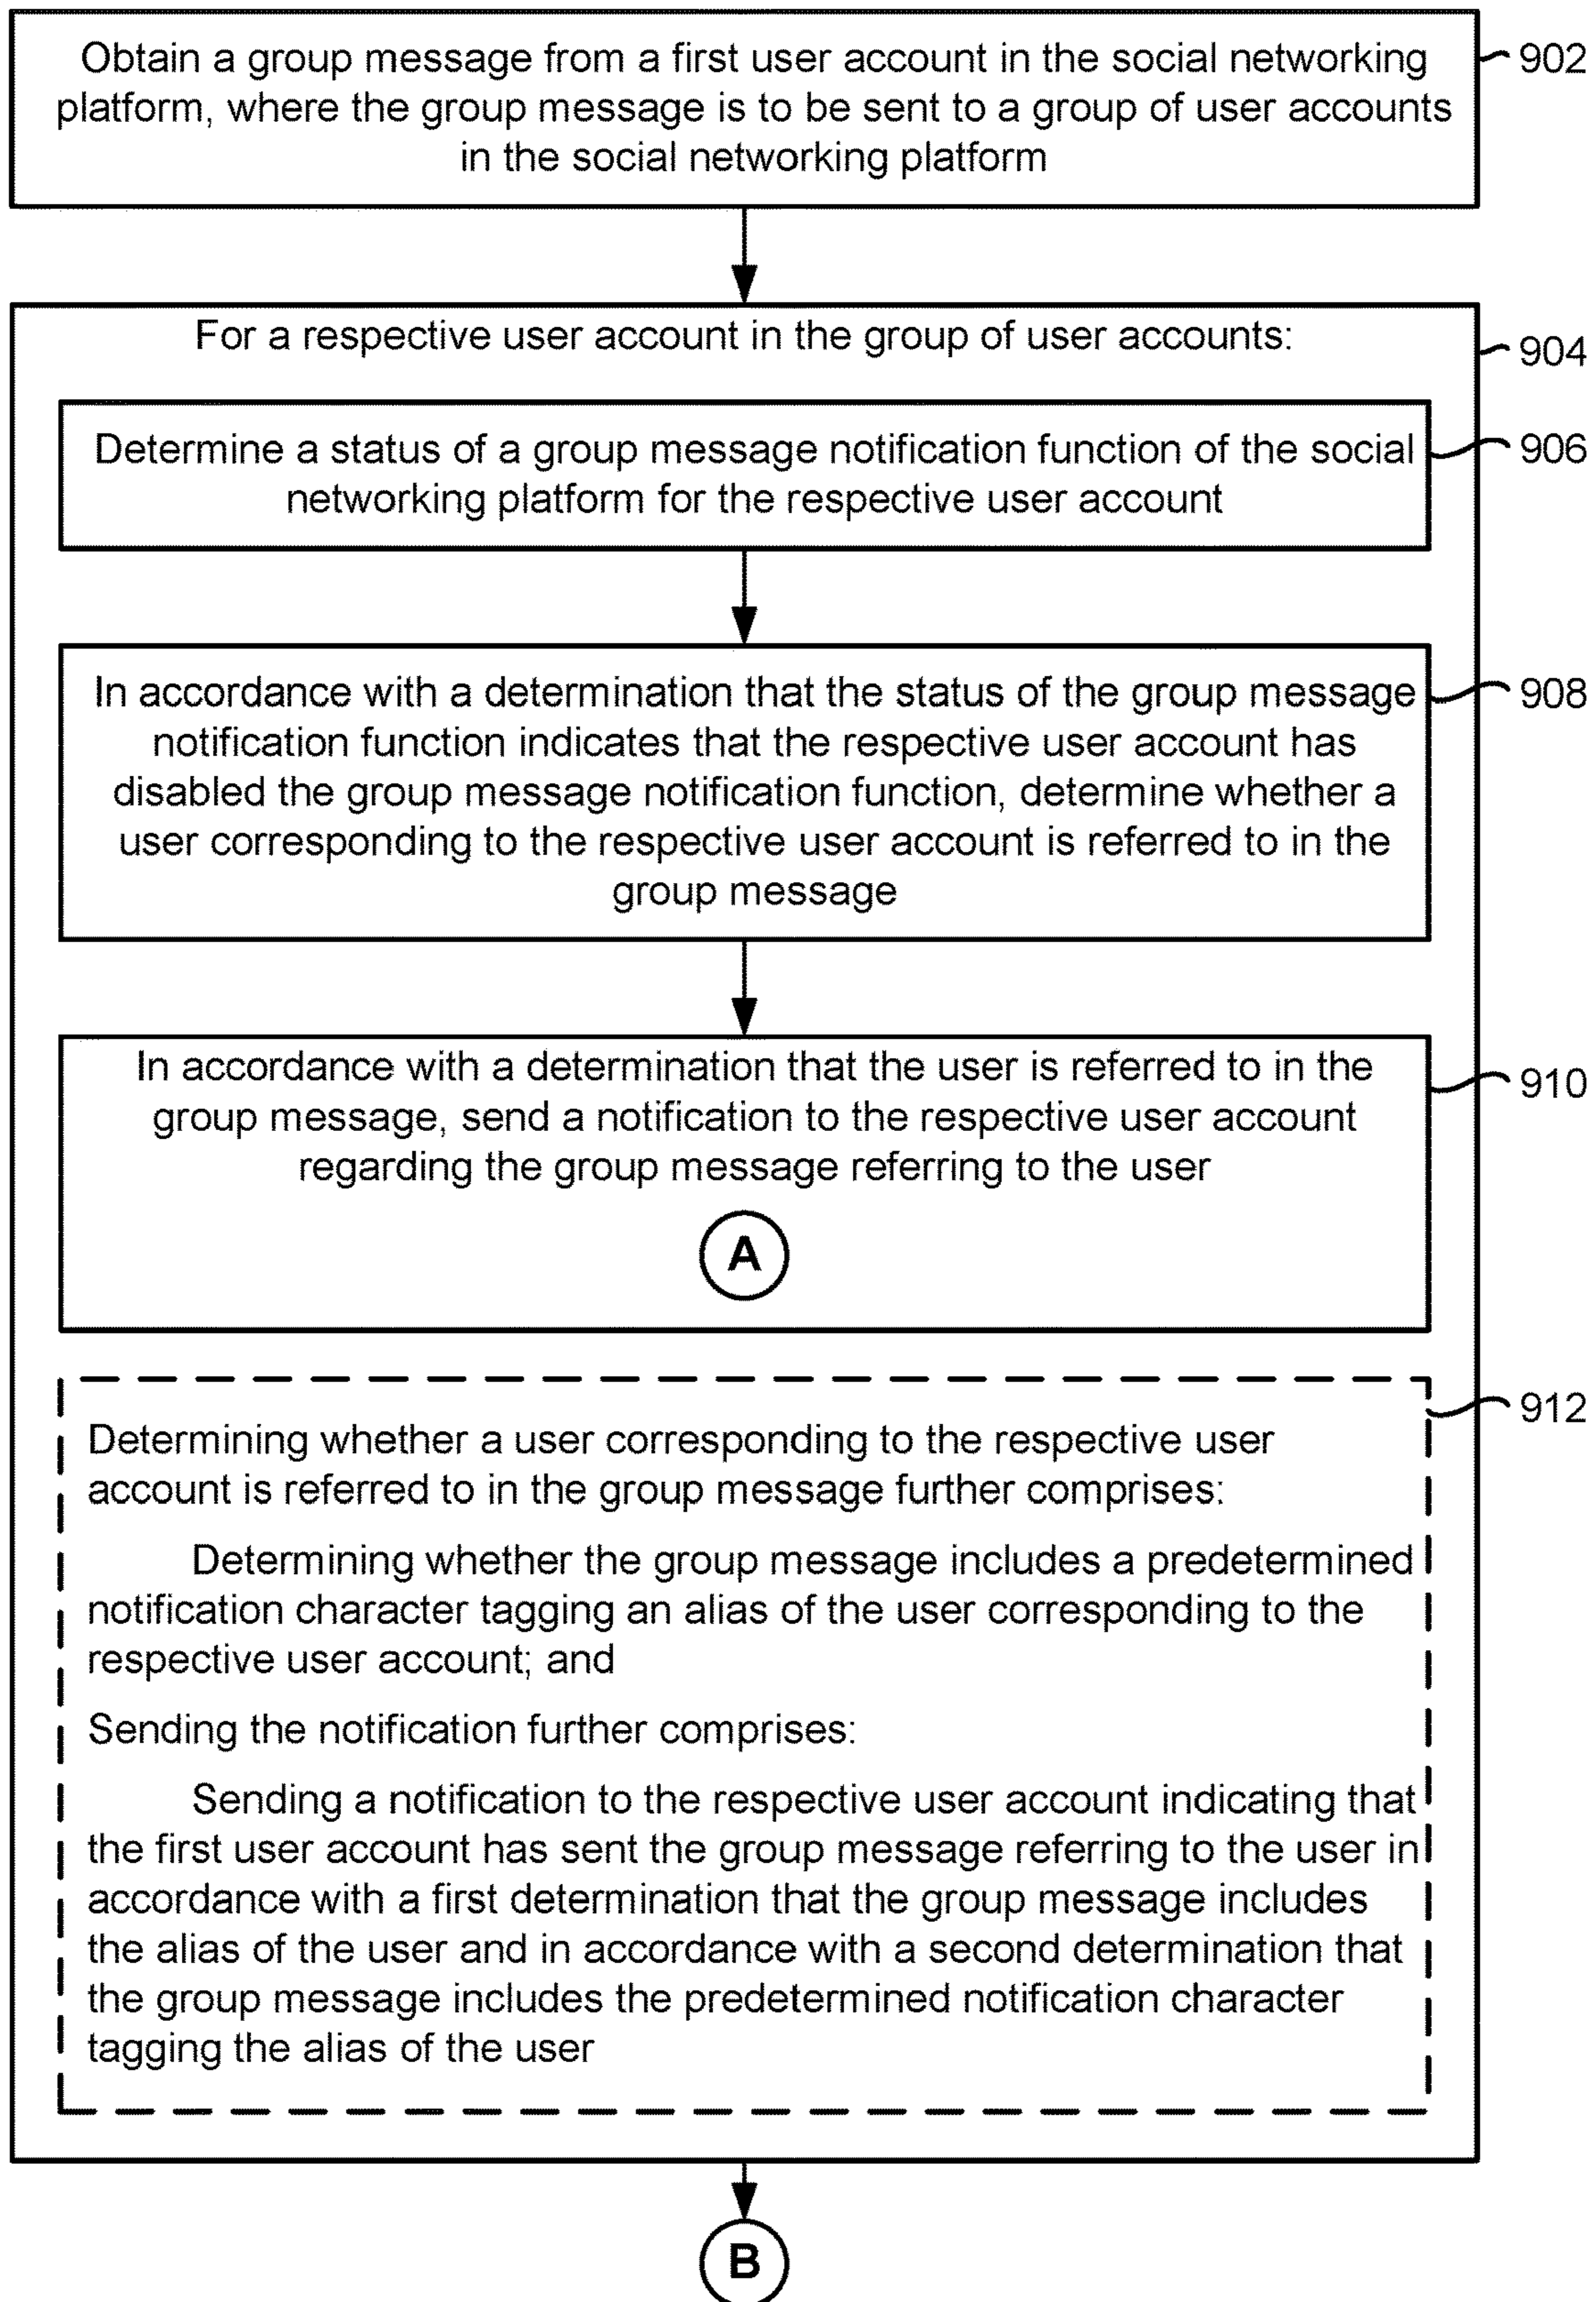 Obtain a group message from a first user account in the social networking
platform, where the group message is to be sent to a group of user accounts
in the social networking platform
902
For a respective user account in the group of user accounts:
904
Determine a status of a group message notification function of the social
networking platform for the respective user account
906
In accordance with a determination that the status of the group message
notification function indicates that the respective user account has
disabled the group message notification function, determine whether a
user corresponding to the respective user account is referred to in the
group message
908
In accordance with a determination that the user is referred to in the
group message, send a notification to the respective user account
regarding the group message referring to the user
A
910
Determining whether a user corresponding to the respective user
account is referred to in the group message further comprises:
Determining whether the group message includes a predetermined
notification character tagging an alias of the user corresponding to the
respective user account; and
Sending the notification further comprises:
Sending a notification to the respective user account indicating that
the first user account has sent the group message referring to the user in
accordance with a first determination that the group message includes
the alias of the user and in accordance with a second determination that
the group message includes the predetermined notification character
tagging the alias of the user
912
B